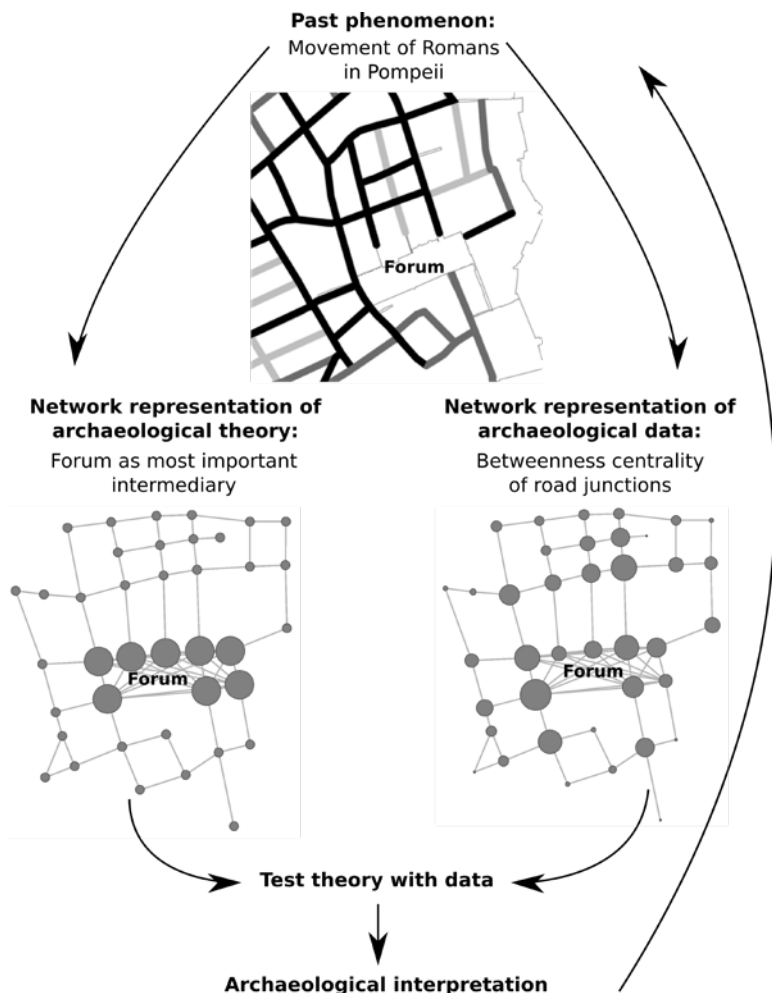 Past phenomenon:
Movement of Romans
in Pompeii
Forum
Network representation of
archaeological theory:
Forum as most important
intermediary
Network representation of
archaeological data:
Betweenness centrality
of road junctions
Forum
Forum
Test theory with data
Archaeological interpretation